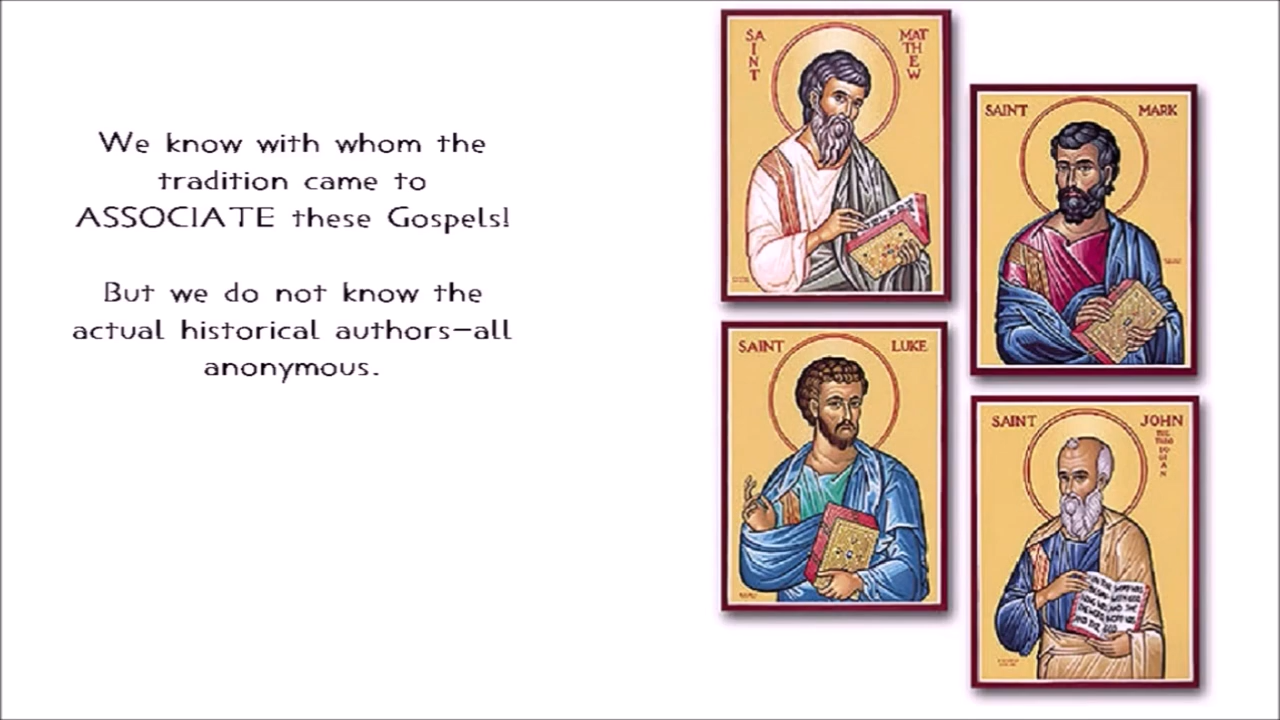 We know with whom the
tradition came to
ASSOCIATE these Gospels!
But we do not know the
actual historical authors—all
anonymous.
SAINT MATTHEW
SAINT MARK
SAINT LUKE
SAINT JOHN